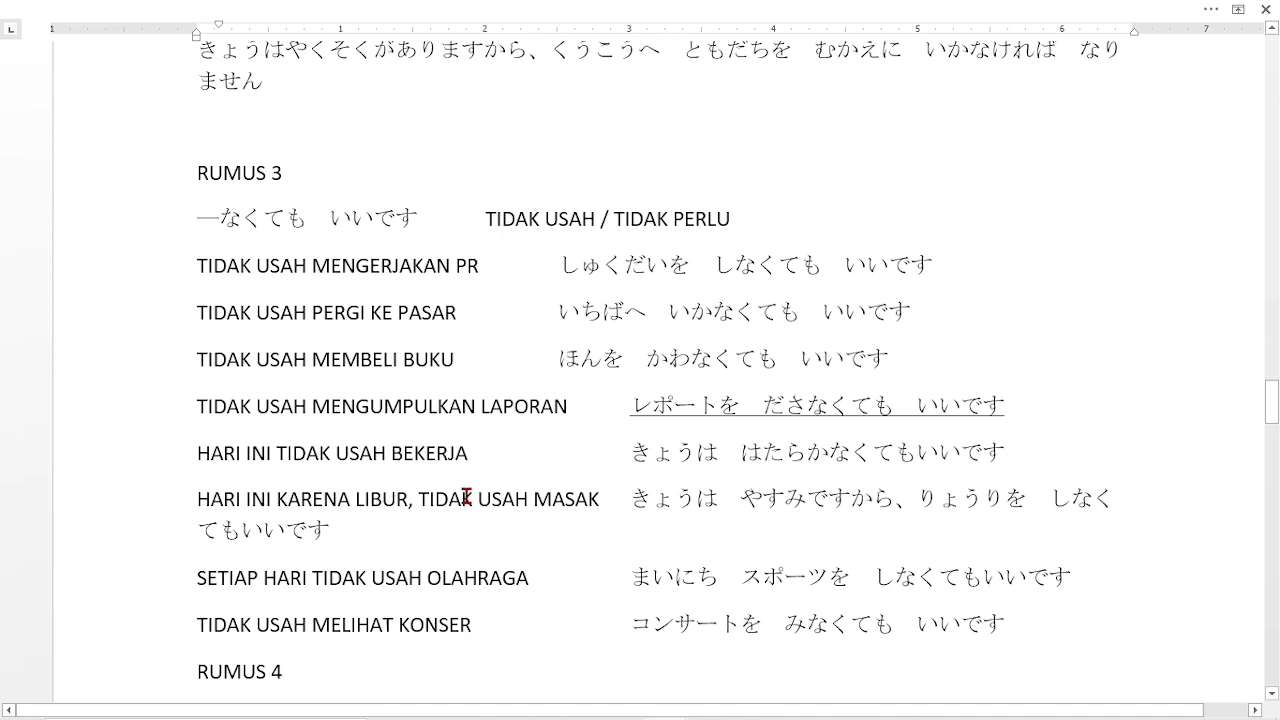 1 1 2 3 4 5 6 7
きょうはやくそくがありますから、くうこうへ　ともだちを　むかえに　いかなければ　なり
ません
RUMUS 3
―なくても　いいです　TIDAK USAH / TIDAK PERLU
TIDAK USAH MENGERJAKAN PR　しゅくだいを　しなくても　いいです
TIDAK USAH PERGI KE PASAR　いちばへ　いかなくても　いいです
TIDAK USAH MEMBELI BUKU　ほんを　かわなくても　いいです
TIDAK USAH MENGUMPULKAN LAPORAN　レポートを　ださなくても　いいです
HARI INI TIDAK USAH BEKERJA　きょうは　はたらかなくてもいいです
HARI INI KARENA LIBUR, TIDAK USAH MASAK　きょうは　やすみですから、りょうりを　しなく
てもいいです
SETIAP HARI TIDAK USAH OLAHRAGA　まいにち　スポーツを　しなくてもいいです
TIDAK USAH MELIHAT KONSER　コンサートを　みなくても　いいです
RUMUS 4